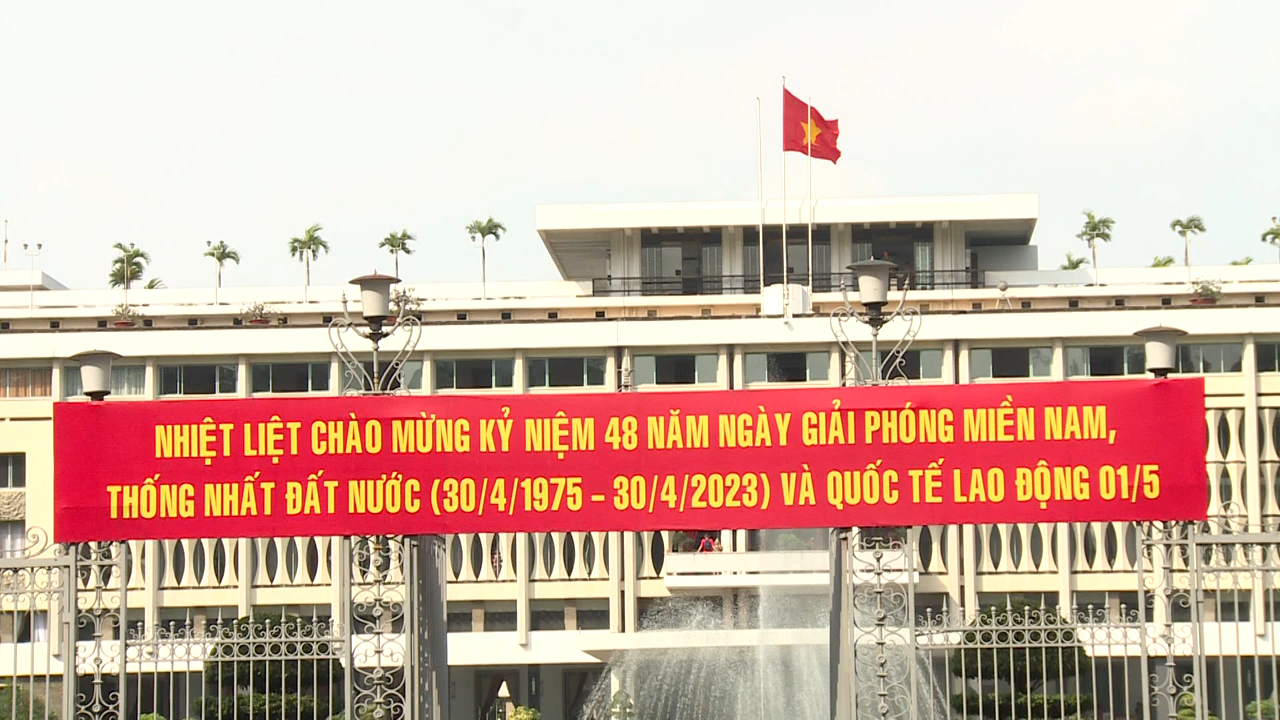 NHIỆT LIỆT CHÀO MỪNG KỶ NIỆM 48 NĂM NGÀY GIẢI PHÓNG MIỀN NAM,
THỐNG NHẤT ĐẤT NƯỚC (30/4/1975 - 30/4/2023) VÀ QUỐC TẾ LAO ĐỘNG 01/5